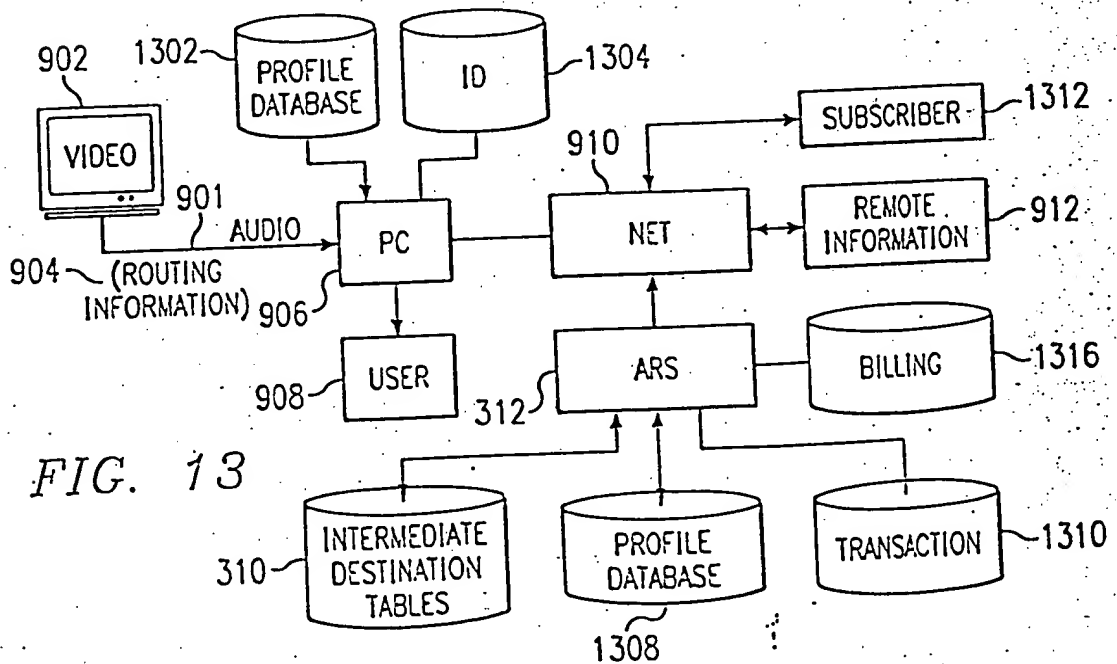 1302
PROFILE
DATABASE
ID
1304
902
VIDEO
901
AUDIO
904
(ROUTING
INFORMATION)
PC
906
USER
908
910
NET
SUBSCRIBER
1312
REMOTE
INFORMATION
912
ARS
312
BILLING
1316
FIG. 13
310
INTERMEDIATE
DESTINATION
TABLES
PROFILE
DATABASE
1308
TRANSACTION
1310